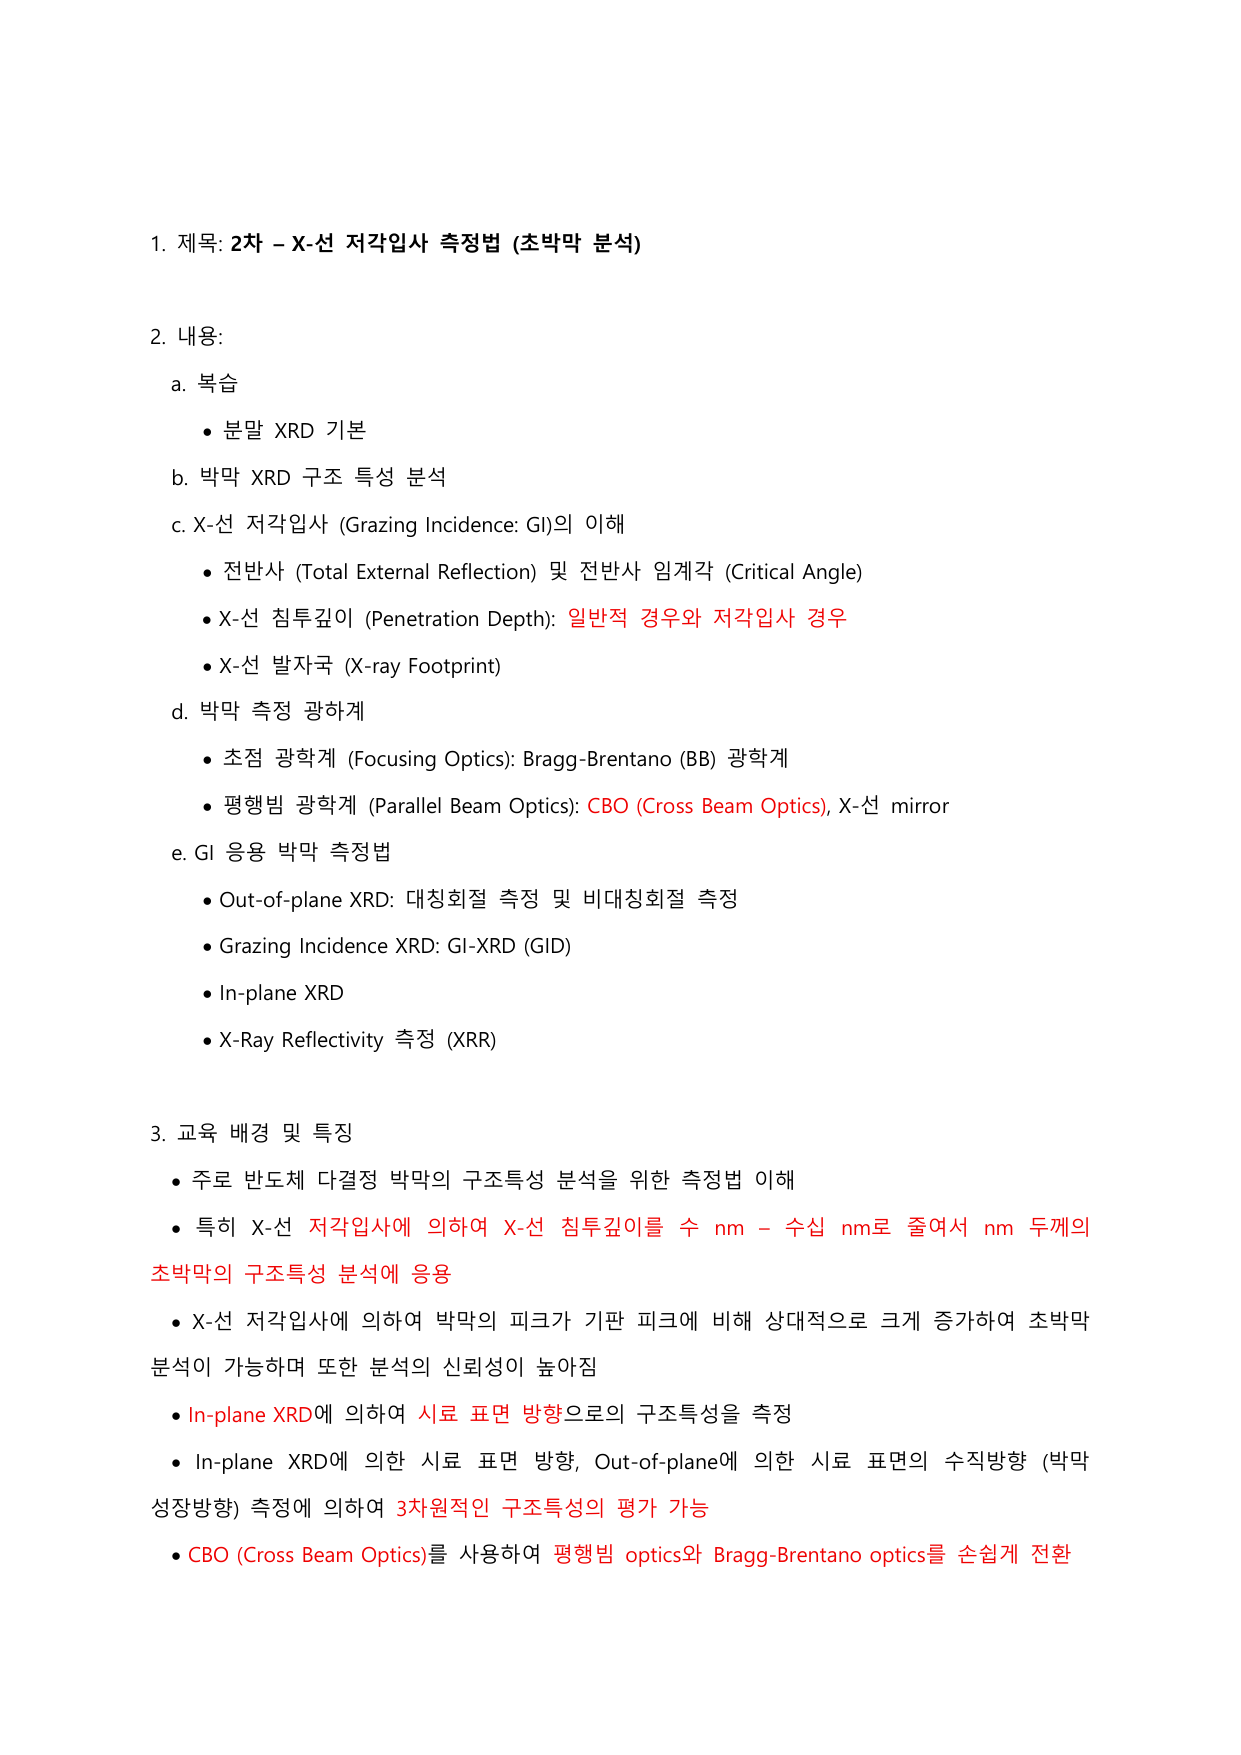 1. 제목: 2차 – X-선 저각입사 측정법 (초박막 분석)
2. 내용:
a. 복습
• 분말 XRD 기본
b. 박막 XRD 구조 특성 분석
c. X-선 저각입사 (Grazing Incidence: GI)의 이해
• 전반사 (Total External Reflection) 및 전반사 임계각 (Critical Angle)
• X-선 침투깊이 (Penetration Depth): 일반적 경우와 저각입사 경우
• X-선 발자국 (X-ray Footprint)
d. 박막 측정 광하계
• 초점 광학계 (Focusing Optics): Bragg-Brentano (BB) 광학계
• 평행빔 광학계 (Parallel Beam Optics): CBO (Cross Beam Optics), X-선 mirror
e. GI 응용 박막 측정법
• Out-of-plane XRD: 대칭회절 측정 및 비대칭회절 측정
• Grazing Incidence XRD: GI-XRD (GID)
• In-plane XRD
• X-Ray Reflectivity 측정 (XRR)
3. 교육 배경 및 특징
• 주로 반도체 다결정 박막의 구조특성 분석을 위한 측정법 이해
• 특히 X-선 저각입사에 의하여 X-선 침투깊이를 수 nm – 수십 nm로 줄여서 nm 두께의
초박막의 구조특성 분석에 응용
• X-선 저각입사에 의하여 박막의 피크가 기판 피크에 비해 상대적으로 크게 증가하여 초박막
분석이 가능하며 또한 분석의 신뢰성이 높아짐
• In-plane XRD에 의하여 시료 표면 방향으로의 구조특성을 측정
• In-plane XRD에 의한 시료 표면 방향, Out-of-plane에 의한 시료 표면의 수직방향 (박막
성장방향) 측정에 의하여 3차원적인 구조특성의 평가 가능
• CBO (Cross Beam Optics)를 사용하여 평행빔 optics와 Bragg-Brentano optics를 손쉽게 전환